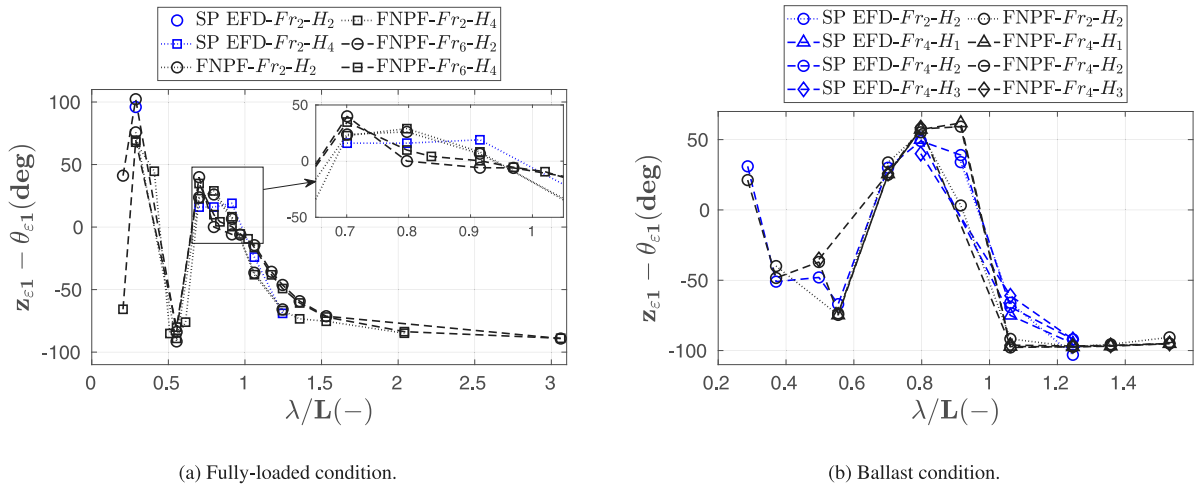 SP EFD-Fr2-H2 FNPF-Fr2-H4
SP EFD-Fr2-H4 FNPF-Fr6-H2
FNPF-Fr2-H2 FNPF-Fr6-H4
100
50
0
-50
-100
zε1 − θε1(deg)
50
0
-50
0.7 0.8 0.9 1
0 0.5 1 1.5 2 2.5 3
λ/L(−)
(a) Fully-loaded condition.
SP EFD-Fr2-H2 FNPF-Fr2-H2
SP EFD-Fr4-H1 FNPF-Fr4-H1
SP EFD-Fr4-H2 FNPF-Fr4-H2
SP EFD-Fr4-H3 FNPF-Fr4-H3
50
0
-50
-100
zε1 − θε1(deg)
0.2 0.4 0.6 0.8 1 1.2 1.4
λ/L(−)
(b) Ballast condition.